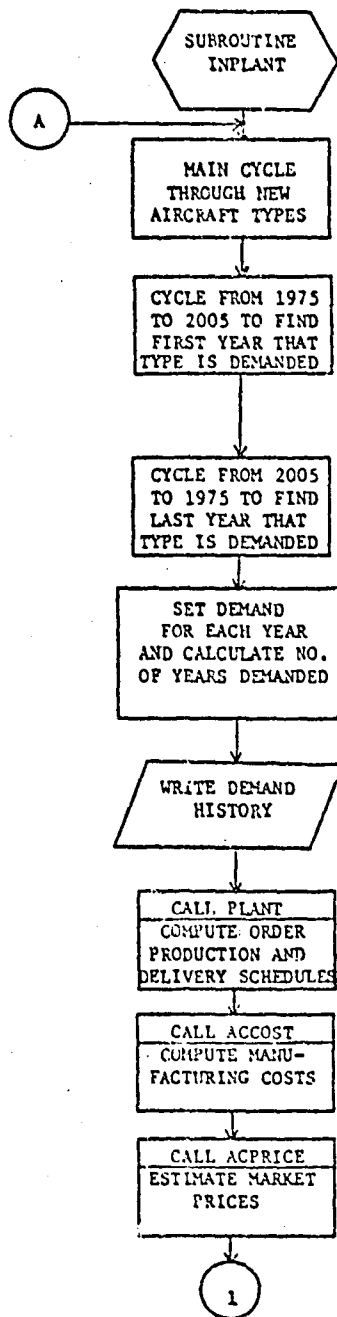 SUBROUTINE
INPLANT
A
MAIN CYCLE
THROUGH NEW
AIRCRAFT TYPES
CYCLE FROM 1975
TO 2005 TO FIND
FIRST YEAR THAT
TYPE IS DEMANDED
CYCLE FROM 2005
TO 1975 TO FIND
LAST YEAR THAT
TYPE IS DEMANDED
SET DEMAND
FOR EACH YEAR
AND CALCULATE NO.
OF YEARS DEMANDED
WRITE DEMAND
HISTORY
CALL PLANT
COMPUTE ORDER
PRODUCTION AND
DELIVERY SCHEDULES
CALL ACCOST
COMPUTE MANU-
FACTURING COSTS
CALL ACPRICE
ESTIMATE MARKET
PRICES
1